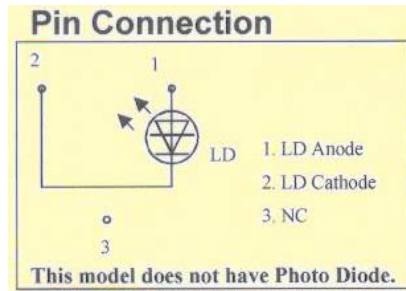 Pin Connection
2
1
LD
1. LD Anode
2. LD Cathode
3. NC
3
This model does not have Photo Diode.